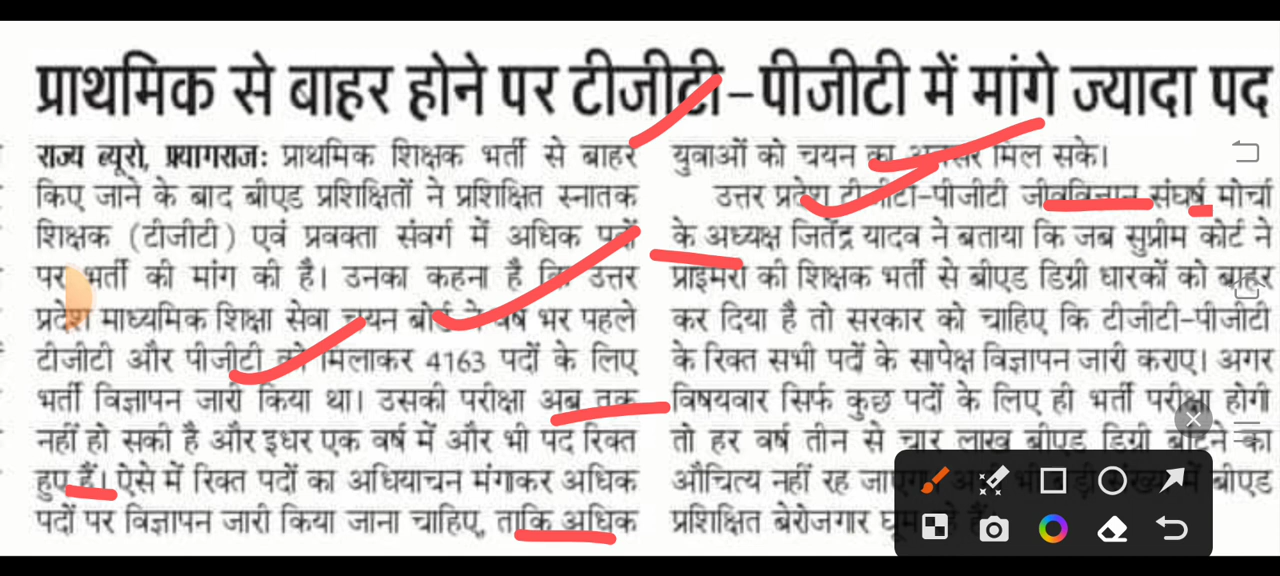 प्राथमिक से बाहर होने पर टीजीटी-पीजीटी में मांगे ज्यादा पद
राज्य ब्यूरो, प्रयागराज: प्राथमिक शिक्षक भर्ती से बाहर
किए जाने के बाद बीएड प्रशिक्षितों ने प्रशिक्षित स्नातक
शिक्षक (टीजीटी) एवं प्रवक्ता संवर्ग में अधिक पदों
पर भर्ती की मांग की है। उनका कहना है कि उत्तर
प्रदेश माध्यमिक शिक्षा सेवा चयन बोर्ड ने वर्ष भर पहले
टीजीटी और पीजीटी को मिलाकर 4163 पदों के लिए
भर्ती विज्ञापन जारी किया था। उसकी परीक्षा अब तक
नहीं हो सकी है और इधर एक वर्ष में और भी पद रिक्त
हुए हैं। ऐसे में रिक्त पदों का अधियाचन मंगाकर अधिक
पदों पर विज्ञापन जारी किया जाना चाहिए, ताकि अधिक
युवाओं को चयन का अवसर मिल सके।
उत्तर प्रदेश टीजीटी-पीजीटी जीवविज्ञान संघर्ष मोर्चा
के अध्यक्ष जितेंद्र यादव ने बताया कि जब सुप्रीम कोर्ट ने
प्राइमरी की शिक्षक भर्ती से बीएड डिग्री धारकों को बाहर
कर दिया है तो सरकार को चाहिए कि टीजीटी-पीजीटी
के रिक्त सभी पदों के सापेक्ष विज्ञापन जारी कराए। अगर
विषयवार सिर्फ कुछ पदों के लिए ही भर्ती परीक्षा होगी
तो हर वर्ष तीन से चार लाख बीएड डिग्री बांटने का
औचित्य नहीं रह जाएगा में बीएड
प्रशिक्षित बेरोजगार